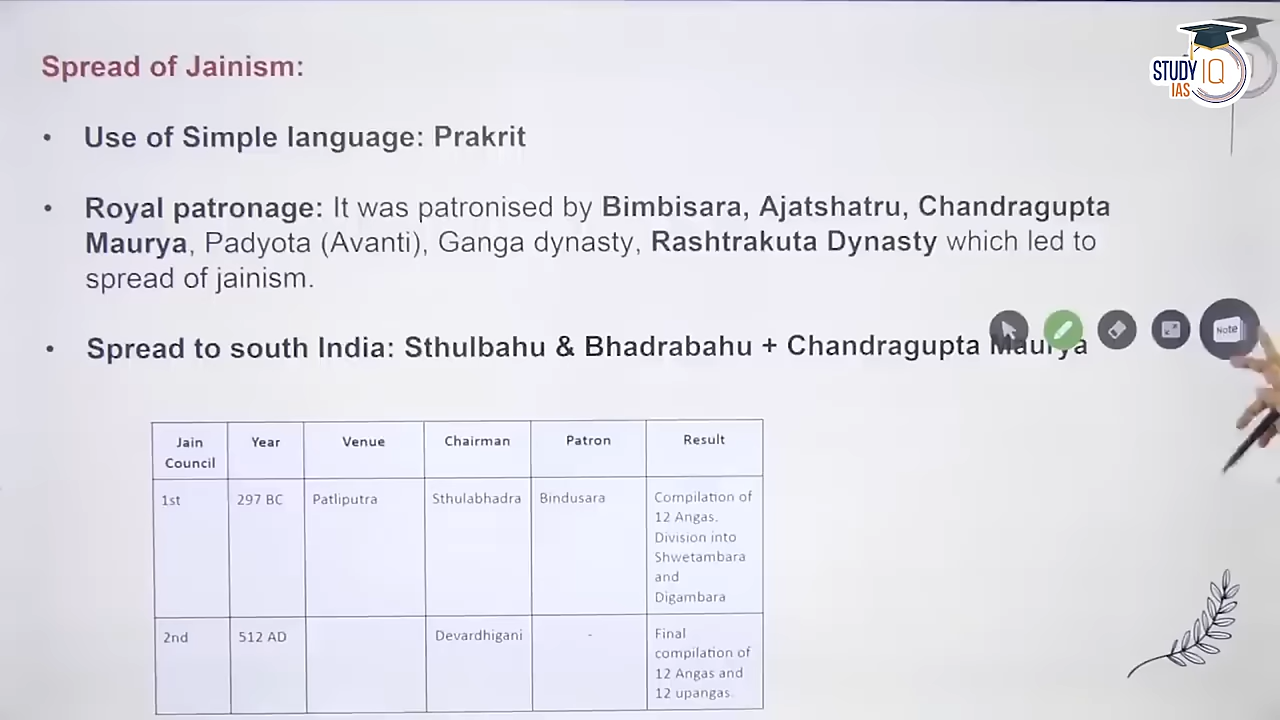 STUDY IQ
IAS
Spread of Jainism:
• Use of Simple language: Prakrit
• Royal patronage: It was patronised by Bimbisara, Ajatshatru, Chandragupta
Maurya, Padyota (Avanti), Ganga dynasty, Rashtrakuta Dynasty which led to
spread of jainism.
• Spread to south India: Sthulbahu & Bhadrabahu + Chandragupta Maurya
Note
Jain Council Year Venue Chairman Patron Result
1st 297 BC Patliputra Sthulabhadra Bindusara Compilation of
12 Angas.
Division into
Shwetambara
and
Digambara
2nd 512 AD Devardhigani - Final
compilation of
12 Angas and
12 upangas.